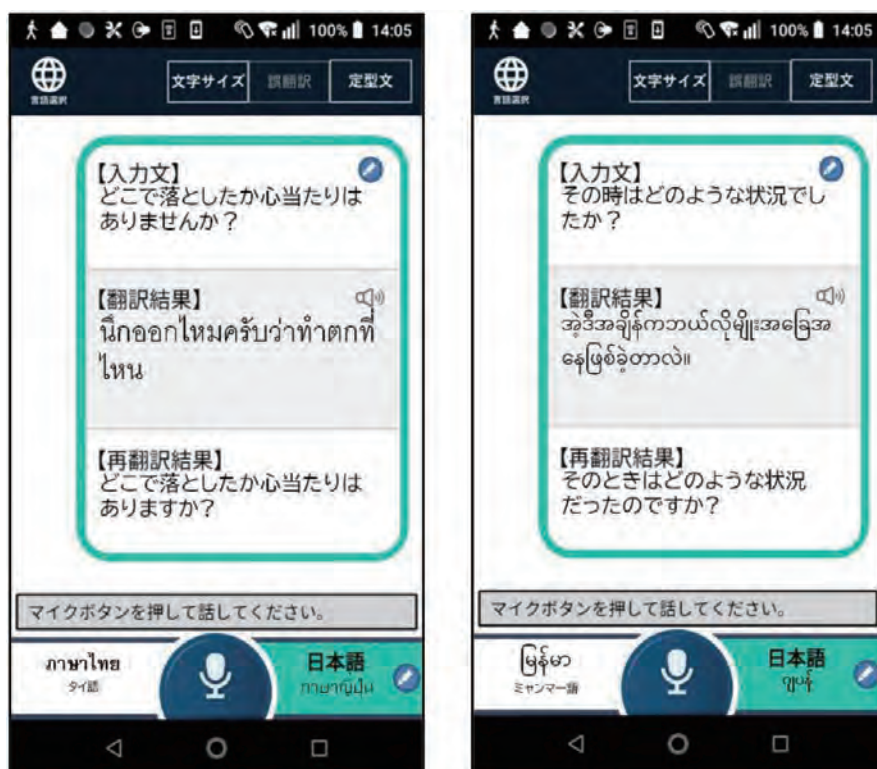 100% 14:05
言語選択
文字サイズ
誤翻訳
定型文
【入力文】
どこで落としたか心当たりは
ありませんか？
【翻訳結果】
นึกออกไหมครับว่าทำตกที่
ไหน
【再翻訳結果】
どこで落としたか心当たりは
ありますか？
マイクボタンを押して話してください。
ภาษาไทย
タイ語
日本語
ภาษาญี่ปุ่น
100% 14:05
言語選択
文字サイズ
誤翻訳
定型文
【入力文】
その時はどのような状況でし
たか？
【翻訳結果】
အဲ့ဒီအချိန်ကဘယ်လိုမျိုးအခြေအ
နေဖြစ်ခဲ့တာလဲ။
【再翻訳結果】
そのときはどのような状況
だったのですか？
マイクボタンを押して話してください。
မြန်မာ
ミャンマー語
日本語
ဂျပန်